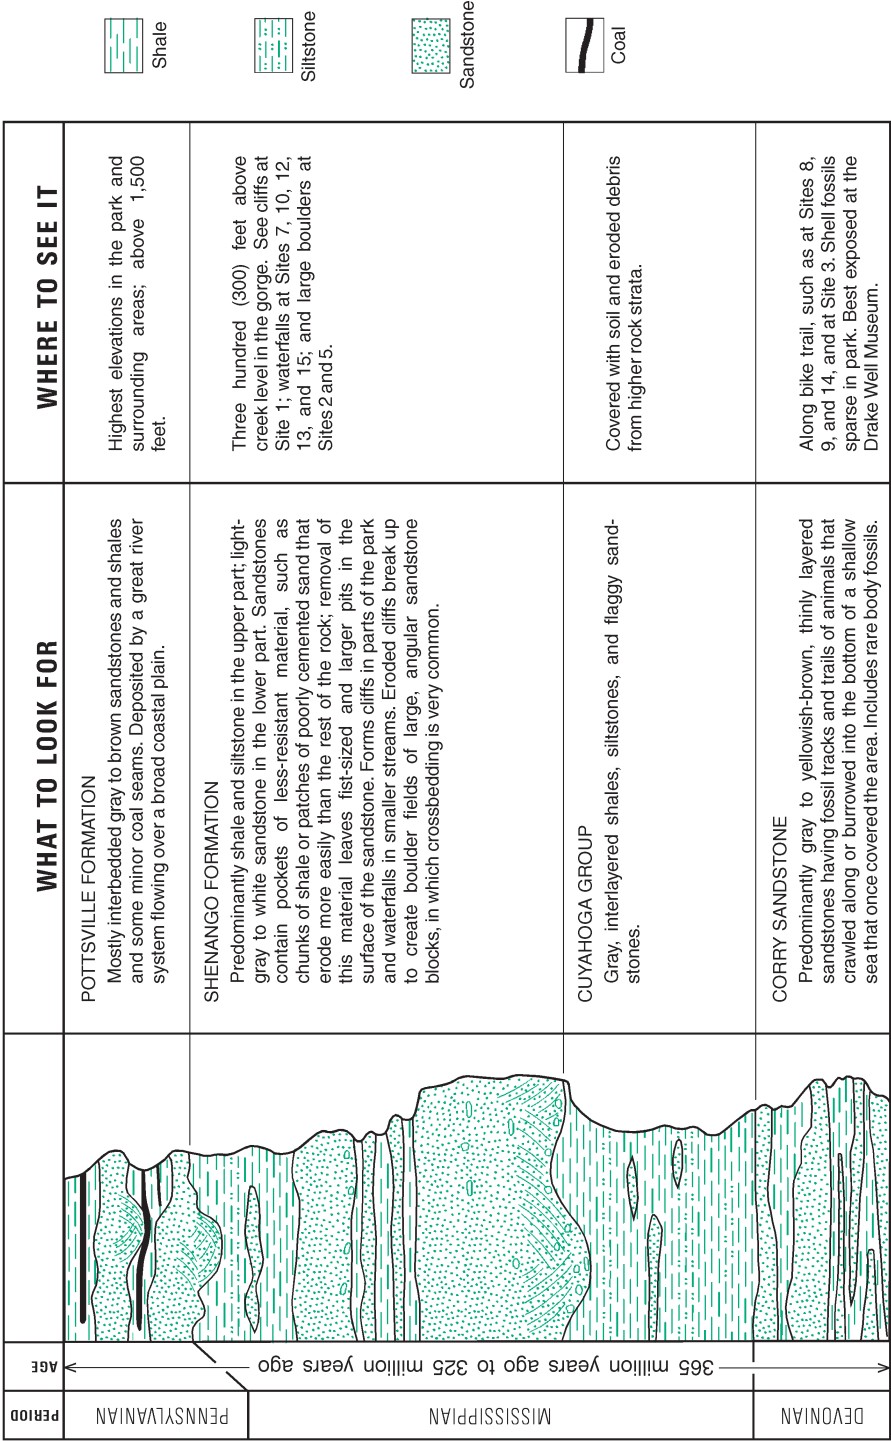 PERIOD
AGE
WHAT TO LOOK FOR
WHERE TO SEE IT
PENNSYLVANIAN
MISSISSIPPIAN
DEVONIAN
365 million years ago to 325 million years ago
POTTSVILLE FORMATION
Mostly interbedded gray to brown sandstones and shales
and some minor coal seams. Deposited by a great river
system flowing over a broad coastal plain.
Highest elevations in the park and
surrounding areas; above 1,500
feet.
SHENANGO FORMATION
Predominantly shale and siltstone in the upper part; light-
gray to white sandstone in the lower part. Sandstones
contain pockets of less-resistant material, such as
chunks of shale or patches of poorly cemented sand that
erode more easily than the rest of the rock; removal of
this material leaves fist-sized and larger pits in the
surface of the sandstone. Forms cliffs in parts of the park
and waterfalls in smaller streams. Eroded cliffs break up
to create boulder fields of large, angular sandstone
blocks, in which crossbedding is very common.
Three hundred (300) feet above
creek level in the gorge. See cliffs at
Site 1; waterfalls at Sites 7, 10, 12,
13, and 15; and large boulders at
Sites 2 and 5.
CUYAHOGA GROUP
Gray, interlayered shales, siltstones, and flaggy sand-
stones.
Covered with soil and eroded debris
from higher rock strata.
CORRY SANDSTONE
Predominantly gray to yellowish-brown, thinly layered
sandstones having fossil tracks and trails of animals that
crawled along or burrowed into the bottom of a shallow
sea that once covered the area. Includes rare body fossils.
Along bike trail, such as at Sites 8,
9, and 14, and at Site 3. Shell fossils
sparse in park. Best exposed at the
Drake Well Museum.
Shale
Siltstone
Sandstone
Coal